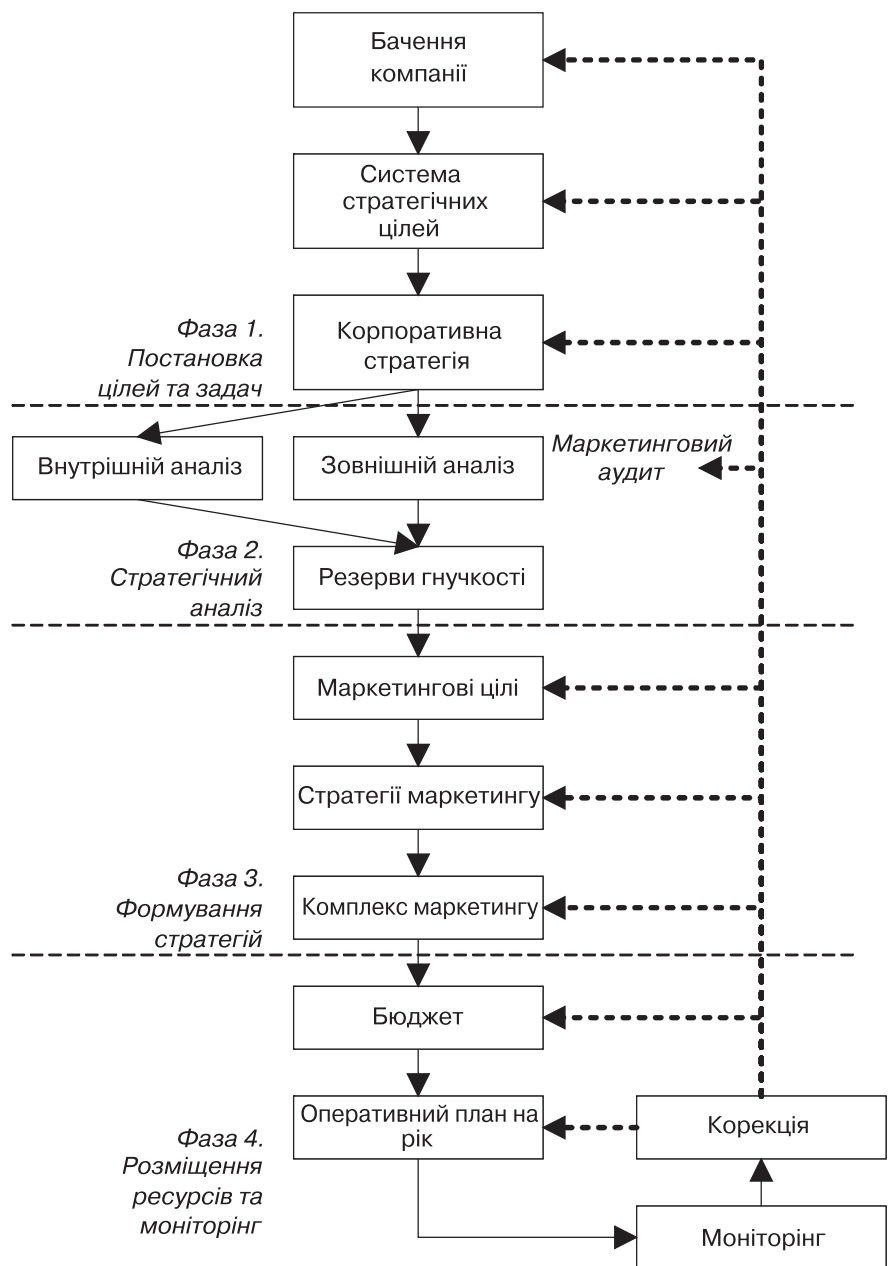 Бачення
компанії
Система
стратегічних
цілей
Фаза 1.
Постановка
цілей та задач
Корпоративна
стратегія
Внутрішній аналіз
Зовнішній аналіз
Маркетинговий
аудит
Фаза 2.
Стратегічний
аналіз
Резерви гнучкості
Маркетингові цілі
Стратегії маркетингу
Фаза 3.
Формування
стратегій
Комплекс маркетингу
Бюджет
Оперативний план на
рік
Корекція
Фаза 4.
Розміщення
ресурсів та
моніторінг
Моніторінг